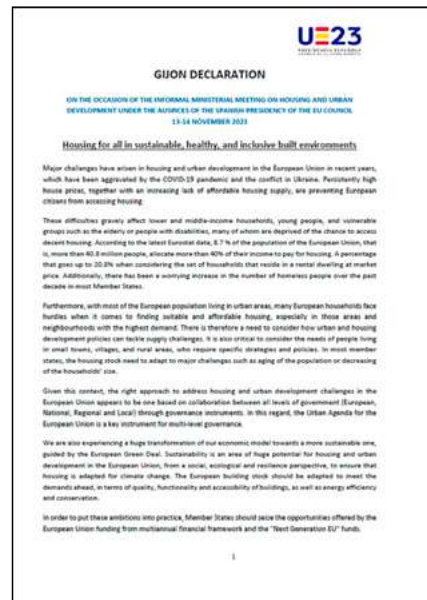 UE23
GIJON DECLARATION
ON THE OCCASION OF THE INFORMAL MINISTERIAL MEETING ON HOUSING AND URBAN
DEVELOPMENT UNDER THE AUSPICES OF THE SPANISH PRESIDENCY OF THE EU COUNCIL
13-14 NOVEMBER 2023
Housing for all in sustainable, healthy, and inclusive built environments
Major challenges have arisen in housing and urban development in the European Union in recent years,
which have been aggravated by the COVID-19 pandemic and the conflict in Ukraine. Persistently high
house prices, together with an increasing lack of affordable housing supply, are preventing European
citizens from accessing housing.
These difficulties gravely affect lower and middle-income households, young people, and vulnerable
groups such as the elderly or people with disabilities, many of whom are deprived of the chance to access
decent housing. According to the latest Eurostat data, 8.7 % of the population of the European Union, that
is, more than 40.8 million people, allocate more than 40% of their income to pay for housing. A percentage
that goes up to 20.8% when considering the set of households that reside in a rental dwelling at market
price. Additionally, there has been a worrying increase in the number of homeless people over the past
decade in most Member States.
Furthermore, with most of the European population living in urban areas, many European households face
hurdles when it comes to finding suitable and affordable housing, especially in those areas and
neighbourhoods with the highest demand. There is therefore a need to consider how urban and housing
development policies can tackle supply challenges. It is also critical to consider the needs of people living
in small towns, villages, and rural areas, who require specific strategies and policies. In most member
states, the housing stock need to adapt to major challenges such as aging of the population or decreasing
of the households' size.
Given this context, the right approach to address housing and urban development challenges in the
European Union appears to be one based on collaboration between all levels of government (European,
National, Regional and Local) through governance instruments. In this regard, the Urban Agenda for the
European Union is a key instrument for multi-level governance.
We are also experiencing a huge transformation of our economic model towards a more sustainable one,
guided by the European Green Deal. Sustainability is an area of huge potential for housing and urban
development in the European Union, from a social, ecological and resilience perspective, to ensure that
housing is adapted for climate change. The European building stock should be adapted to meet the
demands ahead, in terms of quality, functionality and accessibility of buildings, as well as energy efficiency
and conservation.
In order to put these ambitions into practice, Member States should seize the opportunities offered by the
European Union funding from multiannual financial framework and the "Next Generation EU" funds.
1